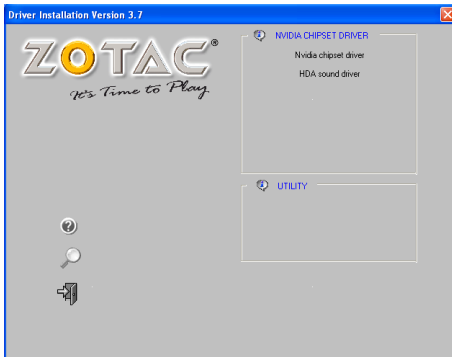 Driver Installation Version 3.7
ZOTAC®
It's Time to Play
NVIDIA CHIPSET DRIVER
Nvidia chipset driver
HDA sound driver
UTILITY